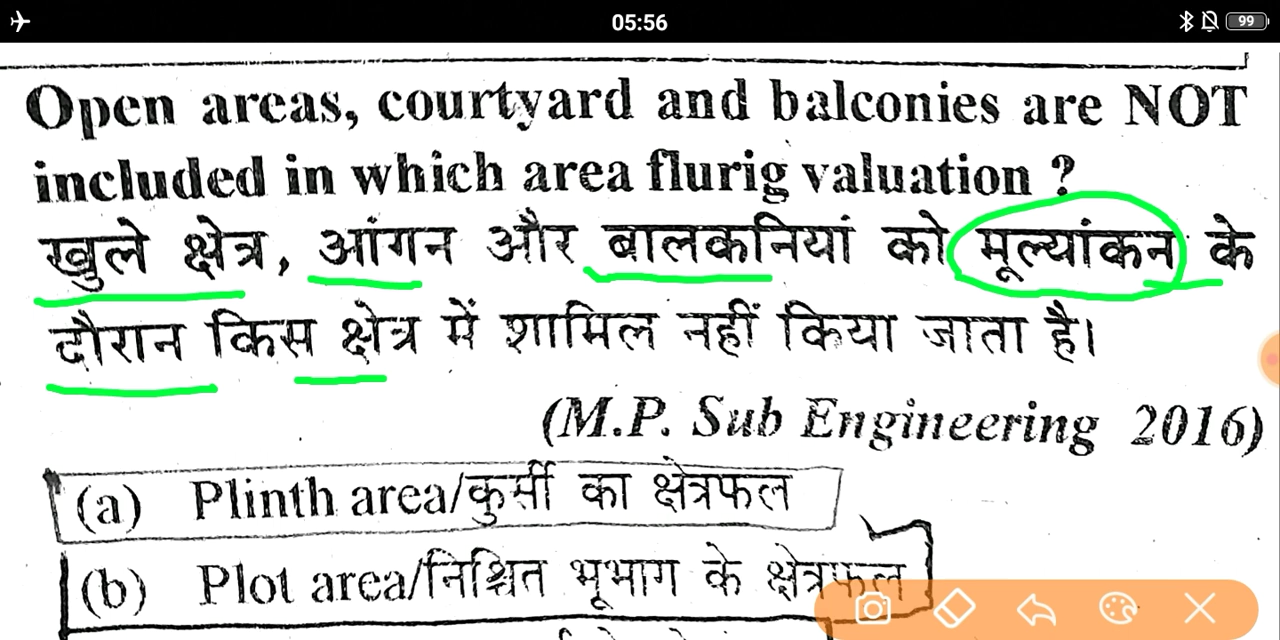 05:56
99
Open areas, courtyard and balconies are NOT
included in which area flurig valuation ?
खुले क्षेत्र, आंगन और बालकनियां को मूल्यांकन के
दौरान किस क्षेत्र में शामिल नहीं किया जाता है।
(M.P. Sub Engineering 2016)
(a) Plinth area/कुर्सी का क्षेत्रफल
(b) Plot area/निश्चित भूभाग के क्षेत्रफल